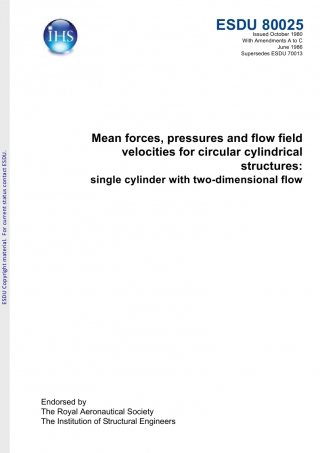 IHS
ESDU 80025
Issued October 1980
With Amendments A to C
June 1986
Supersedes ESDU 70013
ESDU Copyright material. For current status contact ESDU.
Mean forces, pressures and flow field
velocities for circular cylindrical
structures:
single cylinder with two-dimensional flow
Endorsed by
The Royal Aeronautical Society
The Institution of Structural Engineers